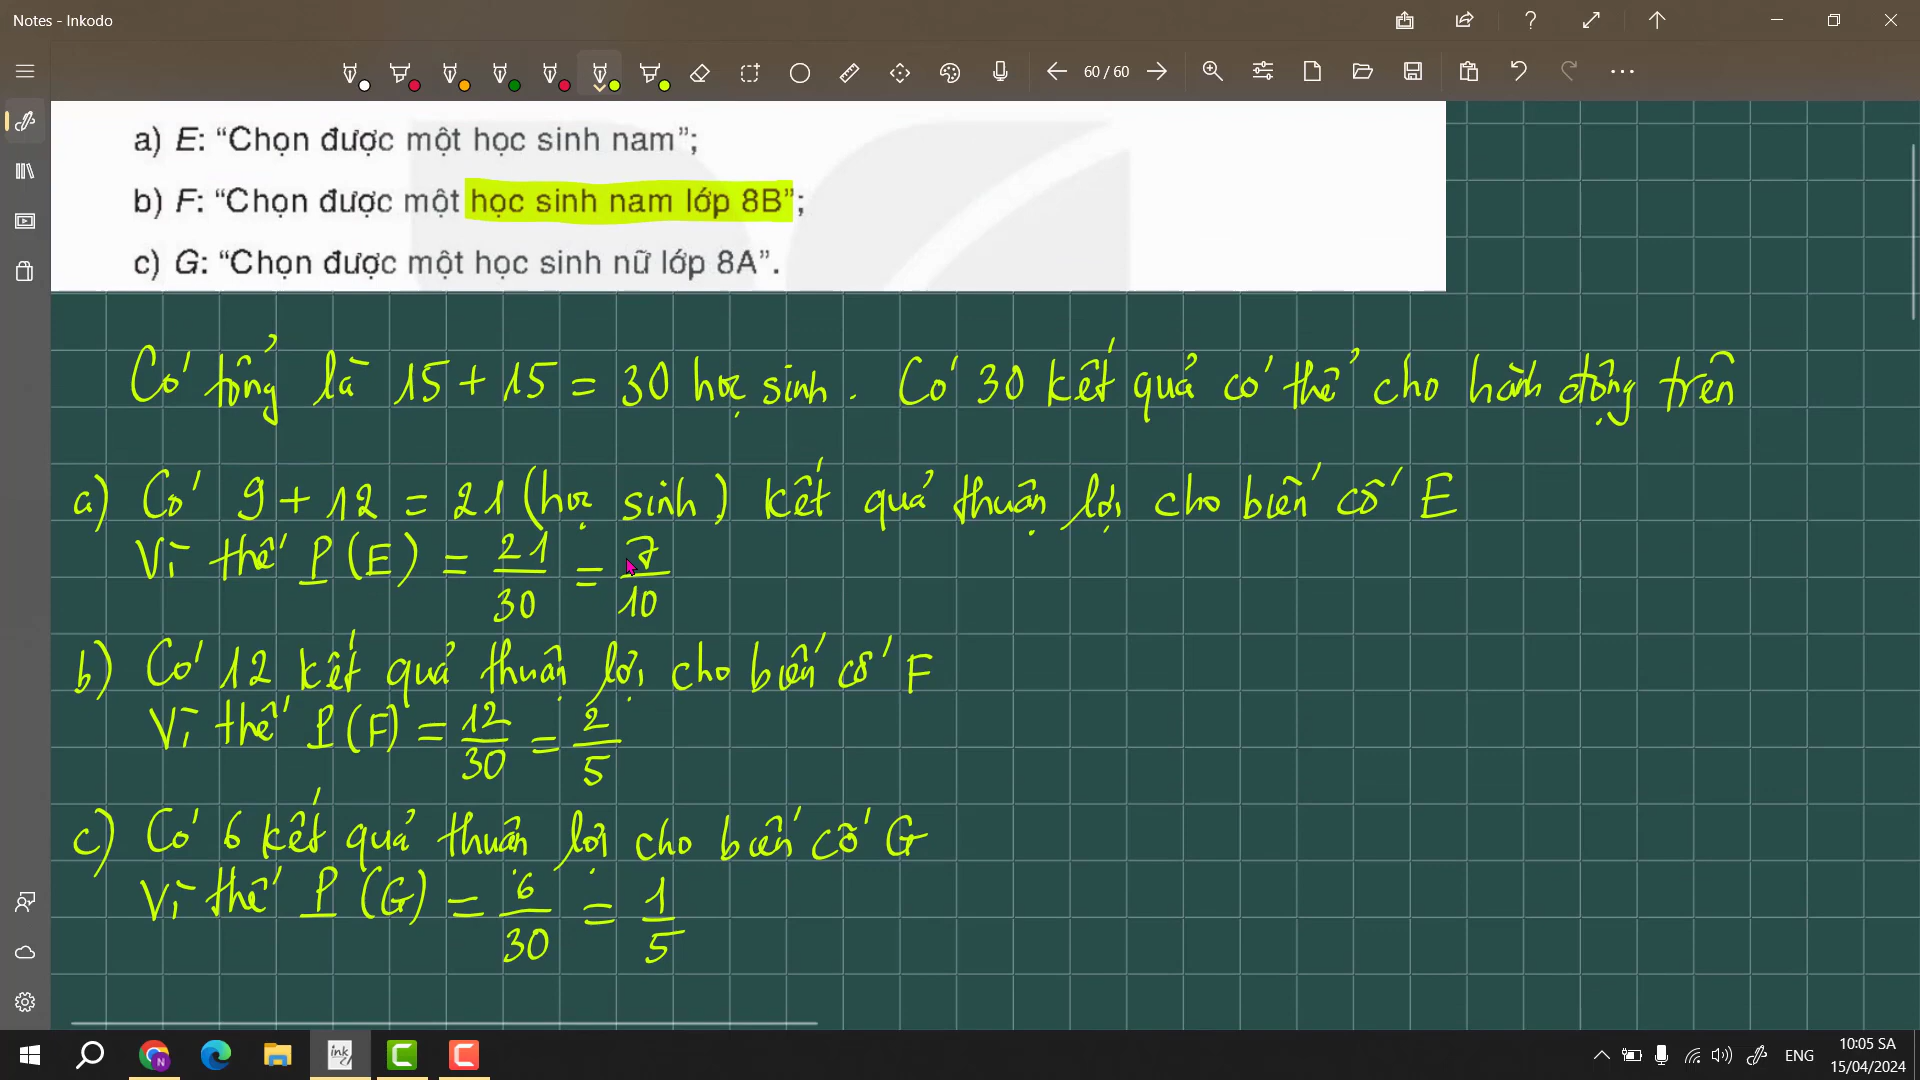 Notes - Inkodo
60 / 60
a) E: “Chọn được một học sinh nam”;
b) F: “Chọn được một học sinh nam lớp 8B”;
c) G: “Chọn được một học sinh nữ lớp 8A”.
Có tổng là 15 + 15 = 30 học sinh. Có 30 kết quả có thể cho hành động trên
a) Có 9 + 12 = 21 (học sinh) kết quả thuận lợi cho biến cố E
Vì thế P(E) = 21/30 = 7/10
b) Có 12 kết quả thuận lợi cho biến cố F
Vì thế P(F) = 12/30 = 2/5
c) Có 6 kết quả thuận lợi cho biến cố G
Vì thế P(G) = 6/30 = 1/5
ink
ENG
10:05 SA
15/04/2024